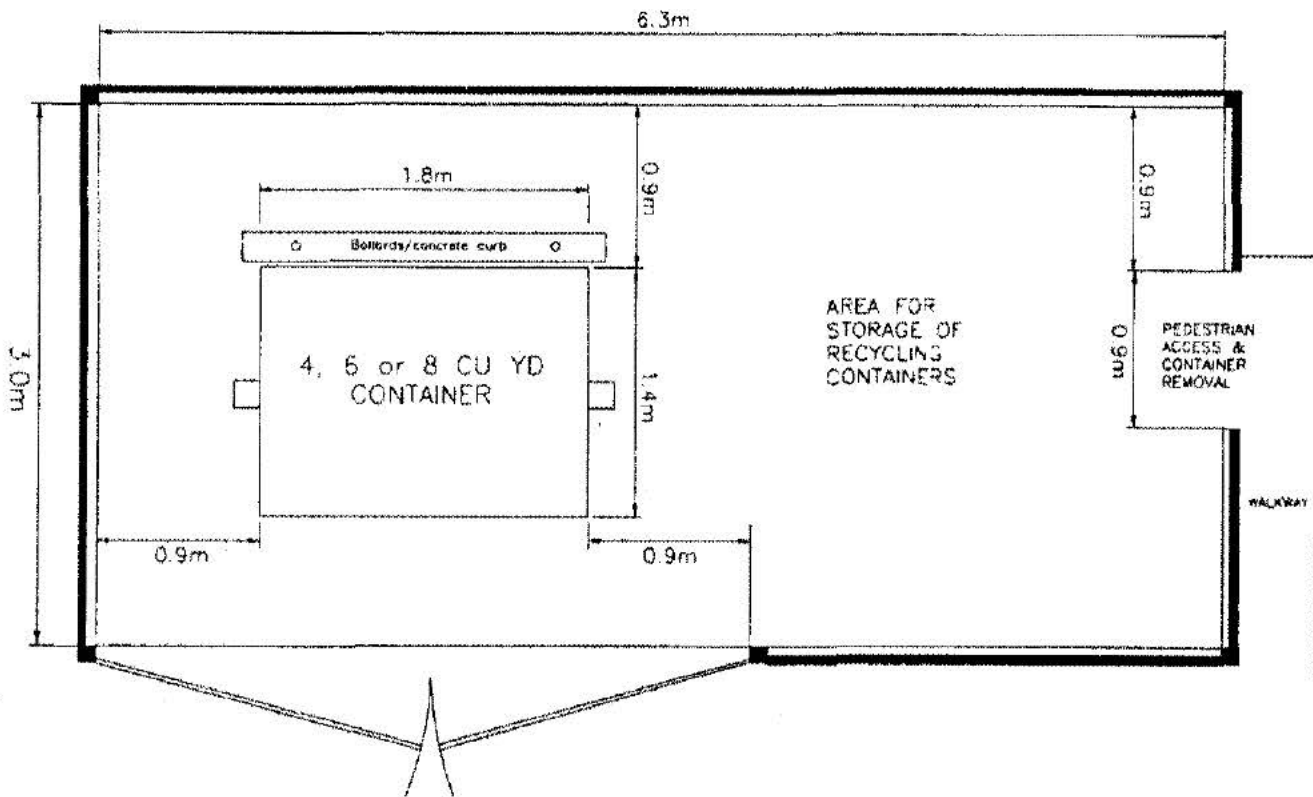 6.3m
1.8m
0.9m
0.9m
Bollards/concrete curb
3.0m
4, 6 or 8 CU YD
CONTAINER
1.4m
AREA FOR
STORAGE OF
RECYCLING
CONTAINERS
0.9m
PEDESTRIAN
ACCESS &
CONTAINER
REMOVAL
WALKWAY
0.9m
0.9m